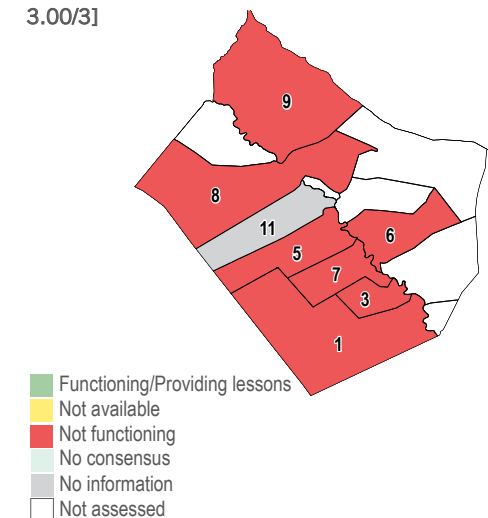 3.00/3]
9
8
11
6
5
7
3
1
Functioning/Providing lessons
Not available
Not functioning
No consensus
No information
Not assessed